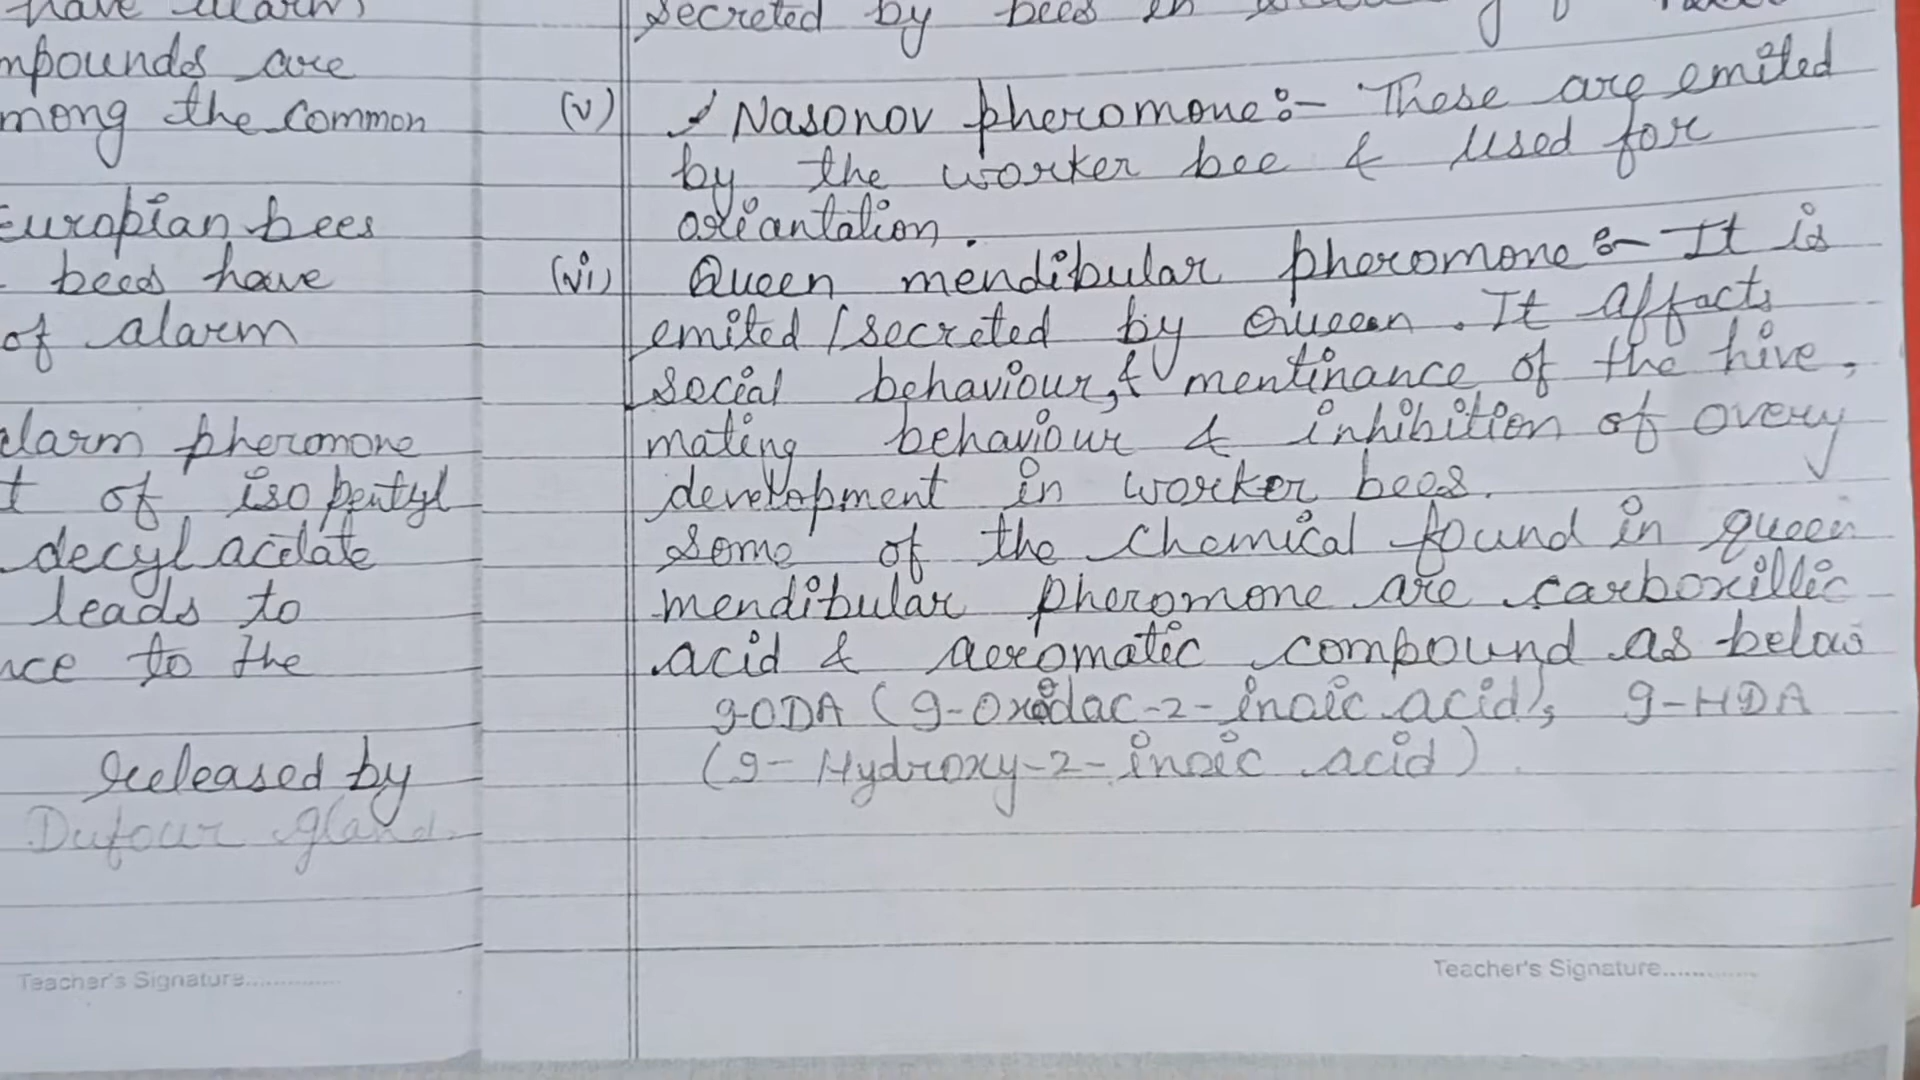 have alarm
mpounds are
mong the common
Europian bees
bees have
of alarm
larm pheromone
t of isopentyl
decyl acetate
leads to
nce to the
released by
Dufour gland.
Teacher's Signature..............
secreted by bees in
(v) Nasonov pheromone:- These are emited
by the worker bee & used for
oriantation.
(vi) Queen mendibular pheromone:- It is
emited/secreted by Queen. It affacts
social behaviour, & mentinance of the hive,
mating behaviour & inhibition of overy
development in worker bees.
Some of the chemical found in queen
mendibular pheromone are carboxillic
acid & aeromatic compound as below
9-ODA (9-Oxidac-2-inoic acid), 9-HDA
(9-Hydroxy-2-inoic acid)
Teacher's Signature..............